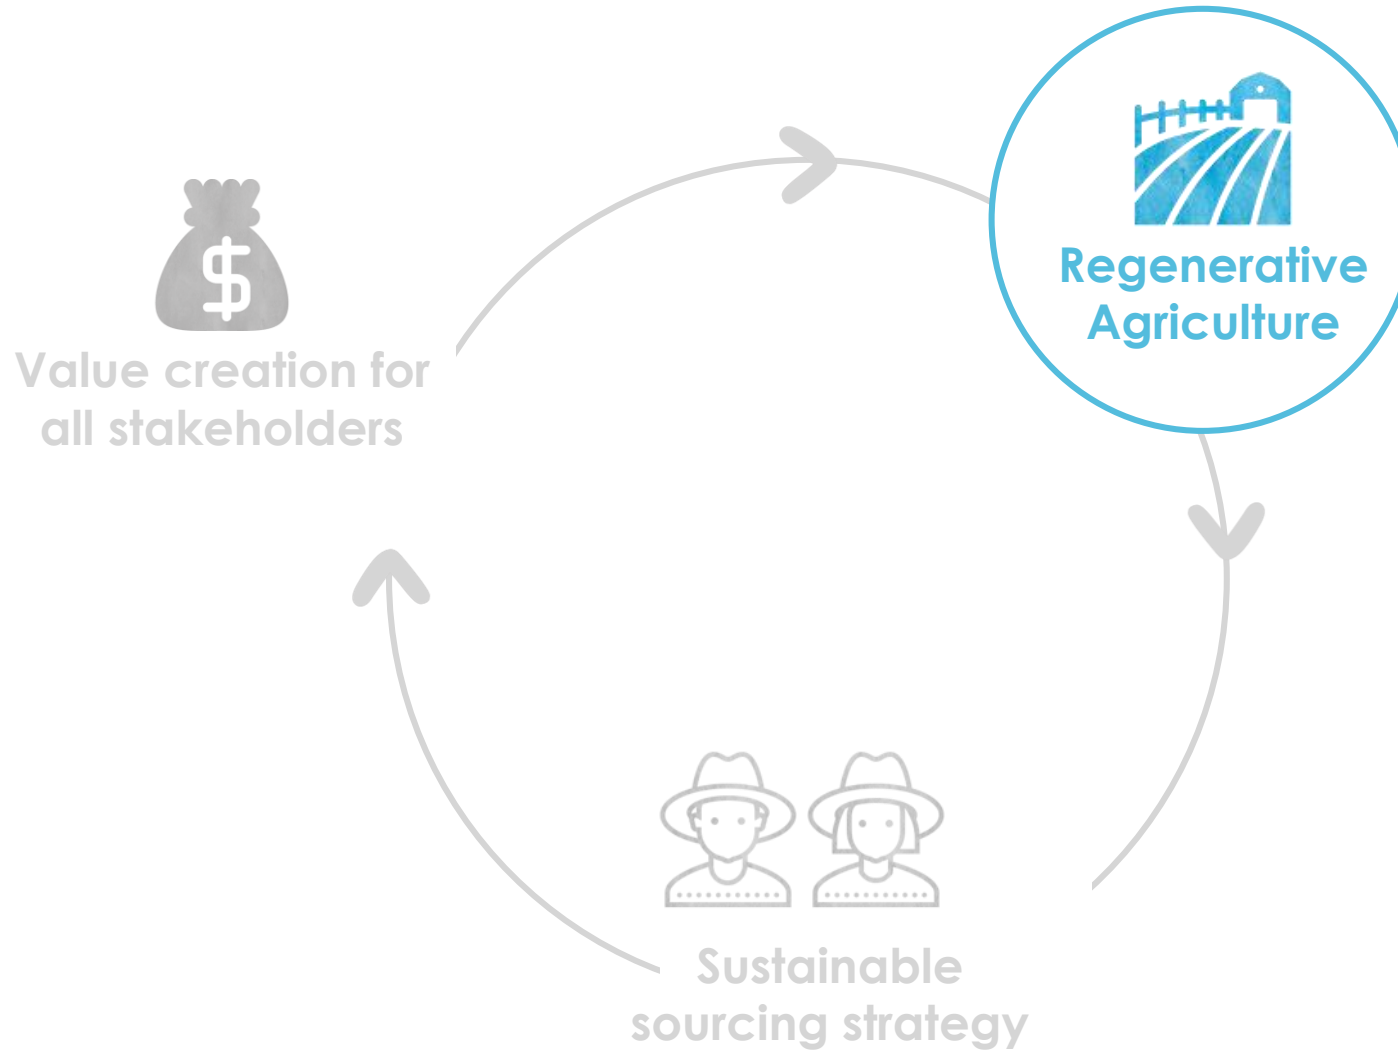 Regenerative
Agriculture
$
Value creation for
all stakeholders
Sustainable
sourcing strategy